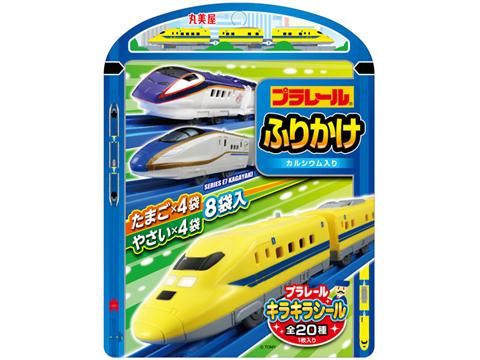 丸美屋
プラレール®
ふりかけ
カルシウム入り
SERIES E7 KAGAYAKI
たまご×4袋
やさい×4袋
8袋入
プラレール
キラキラシール
全20種
1枚入り
© TOMY